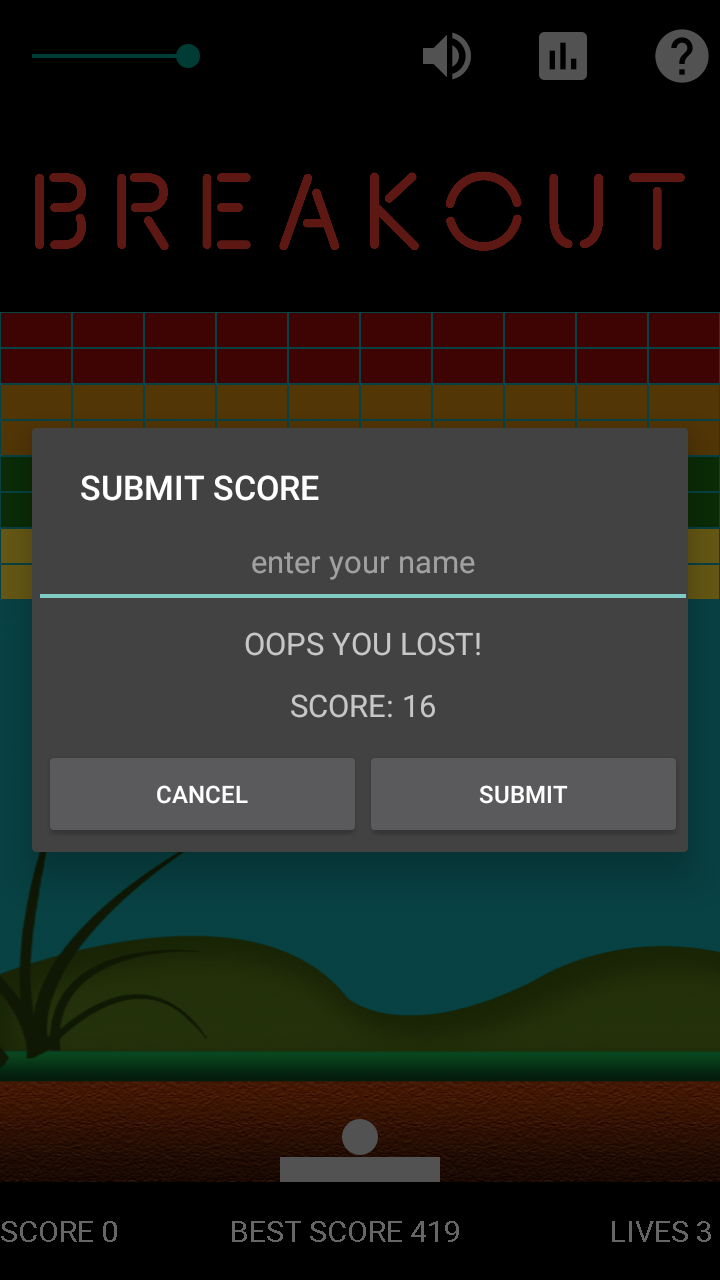 BREAKOUT
SUBMIT SCORE
enter your name
OOPS YOU LOST!
SCORE: 16
CANCEL SUBMIT
SCORE 0 BEST SCORE 419 LIVES 3